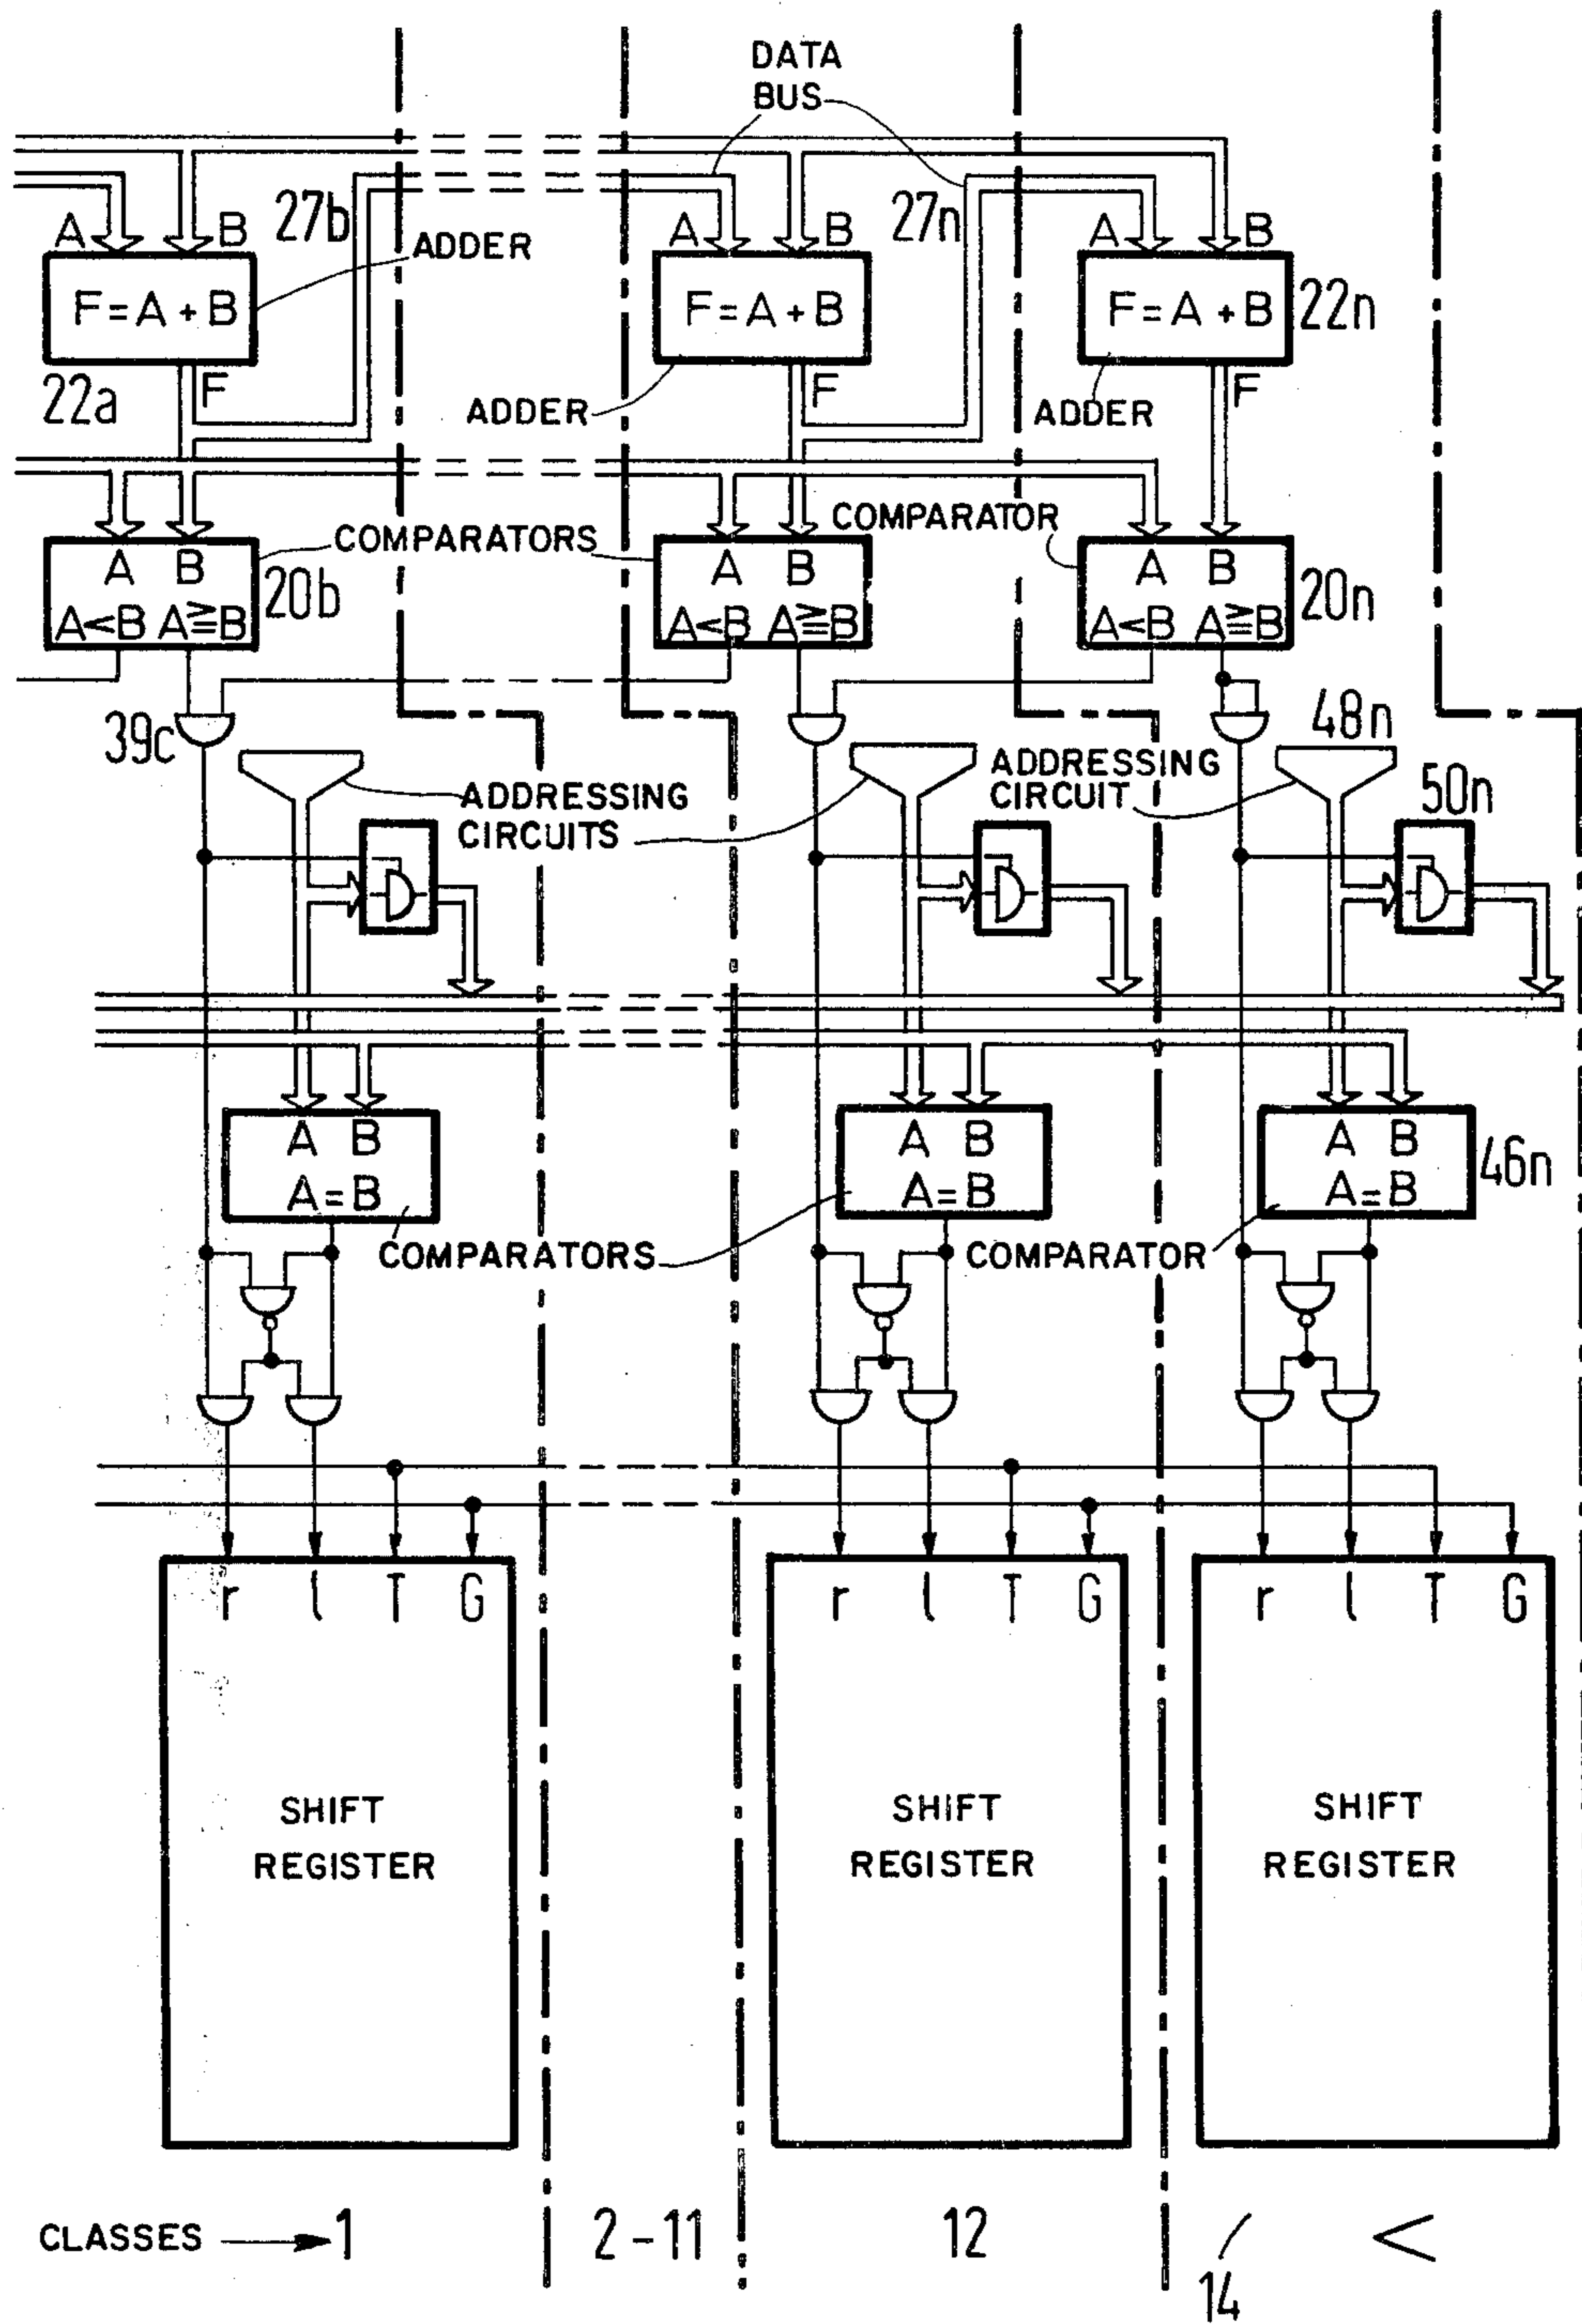 DATA
BUS
A B 27b A B 27n A B
ADDER
F=A+B F=A+B F=A+B 22n
22a F F F
ADDER ADDER
COMPARATORS COMPARATOR
A B A B A B
20b 20n
A<B A≧B A<B A≧B A<B A≧B
39c 48n
ADDRESSING
CIRCUITS
ADDRESSING
CIRCUIT
50n
A B A B A B
A=B A=B A=B 46n
COMPARATORS COMPARATOR
r l T G r l T G r l T G
SHIFT
REGISTER
SHIFT
REGISTER
SHIFT
REGISTER
CLASSES 1 2-11 12 <
14